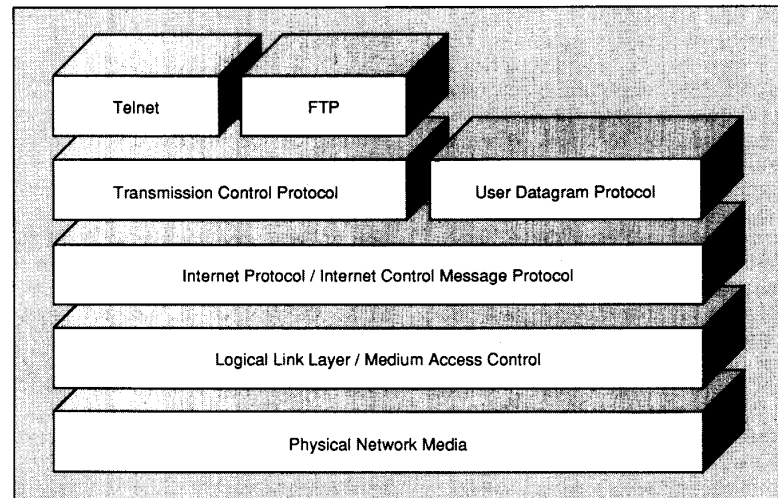 Telnet
FTP
Transmission Control Protocol
User Datagram Protocol
Internet Protocol / Internet Control Message Protocol
Logical Link Layer / Medium Access Control
Physical Network Media